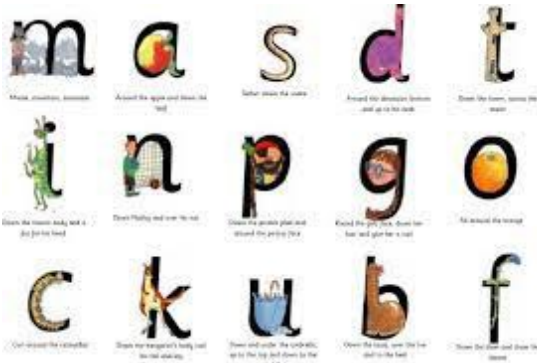 m a s d t
Maisie, mountain, mountain
Around the apple and down the
leaf
Slither down the snake
Around the dinosaur's bottom
and up to his neck
Down the tower, across the
tower
i n p g o
Down the insect's body and a
dot for his head
Down Nobby and over his net
Down the pirate's plait and
around the pirate's face
Round the girl's face, down her
hair and give her a curl
All around the orange
c k u b f
Curl around the caterpillar
Down the kangaroo's body, tail
Down and under the umbrella,
up to the top and down to the
Down the laces, over the toe
and to the heel
Down the stem and draw the
leaves